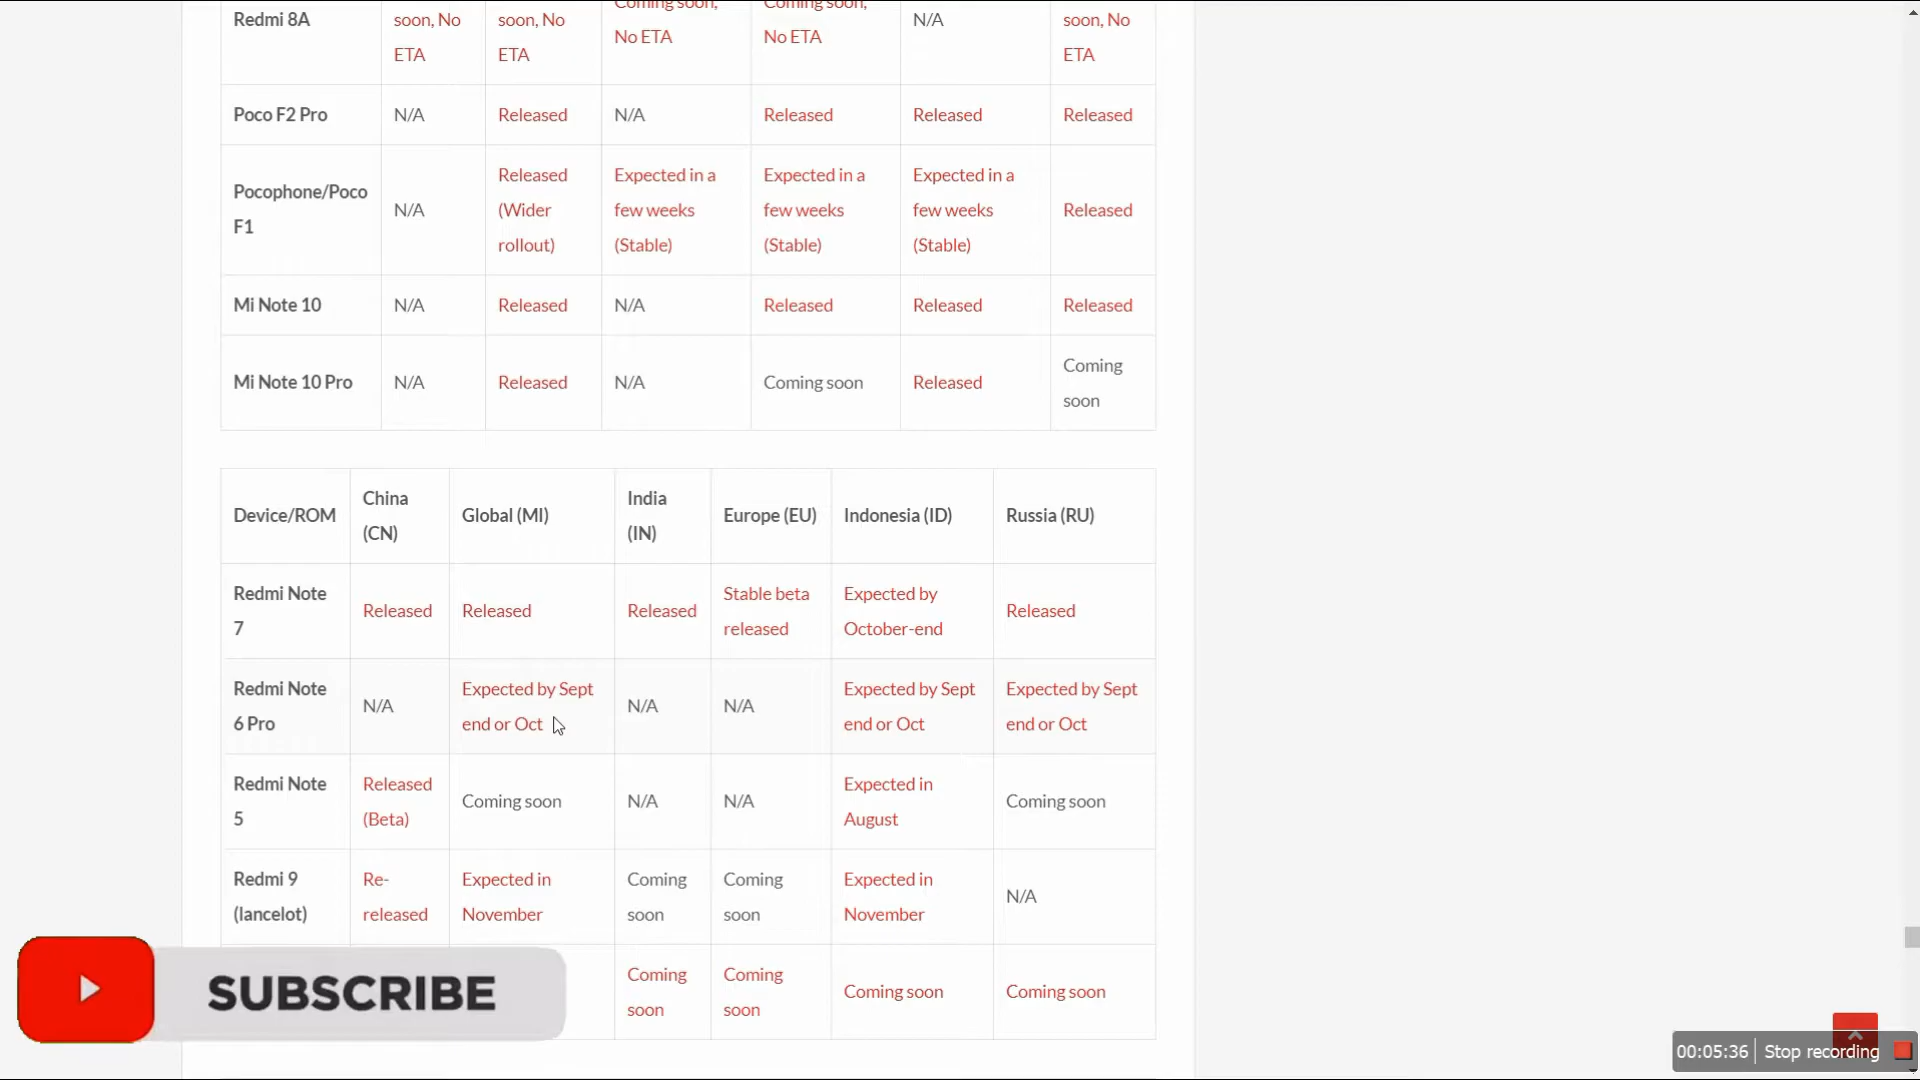 Redmi 8A
soon, No
ETA
soon, No
ETA
Coming soon,
No ETA
Coming soon,
No ETA
N/A
soon, No
ETA
Poco F2 Pro
N/A
Released
N/A
Released
Released
Released
Pocophone/Poco
F1
N/A
Released
(Wider
rollout)
Expected in a
few weeks
(Stable)
Expected in a
few weeks
(Stable)
Expected in a
few weeks
(Stable)
Released
Mi Note 10
N/A
Released
N/A
Released
Released
Released
Mi Note 10 Pro
N/A
Released
N/A
Coming soon
Released
Coming
soon
Device/ROM
China
(CN)
Global (MI)
India
(IN)
Europe (EU)
Indonesia (ID)
Russia (RU)
Redmi Note
7
Released
Released
Released
Stable beta
released
Expected by
October-end
Released
Redmi Note
6 Pro
N/A
Expected by Sept
end or Oct
N/A
N/A
Expected by Sept
end or Oct
Expected by Sept
end or Oct
Redmi Note
5
Released
(Beta)
Coming soon
N/A
N/A
Expected in
August
Coming soon
Redmi 9
(lancelot)
Re-
released
Expected in
November
Coming
soon
Coming
soon
Expected in
November
N/A
Coming
soon
Coming
soon
Coming soon
Coming soon
SUBSCRIBE
00:05:36
Stop recording